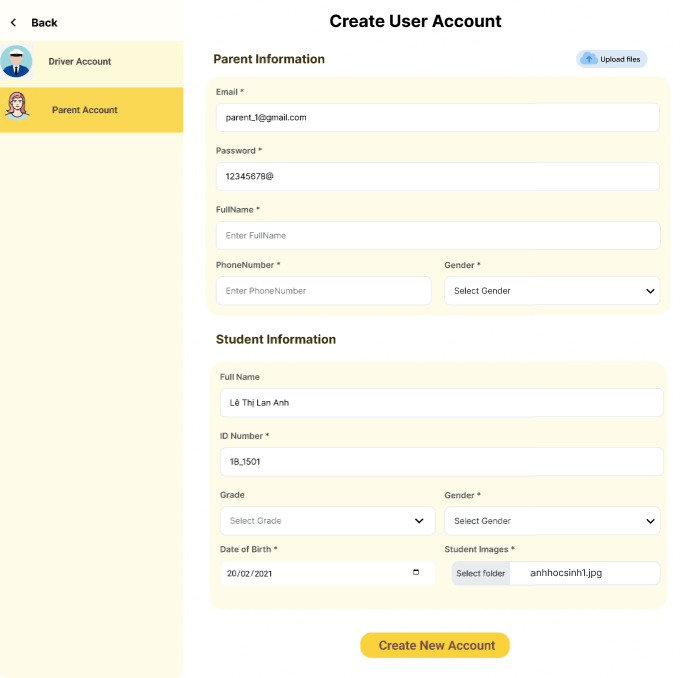 Back
Create User Account
Driver Account
Parent Account
Parent Information
Upload files
Email *
parent_1@gmail.com
Password *
12345678@
FullName *
Enter FullName
PhoneNumber *
Gender *
Enter PhoneNumber
Select Gender
Student Information
Full Name
Lê Thị Lan Anh
ID Number *
1B_1501
Grade
Gender *
Select Grade
Select Gender
Date of Birth *
Student Images *
20/02/2021
Select folder
anhhocsinh1.jpg
Create New Account